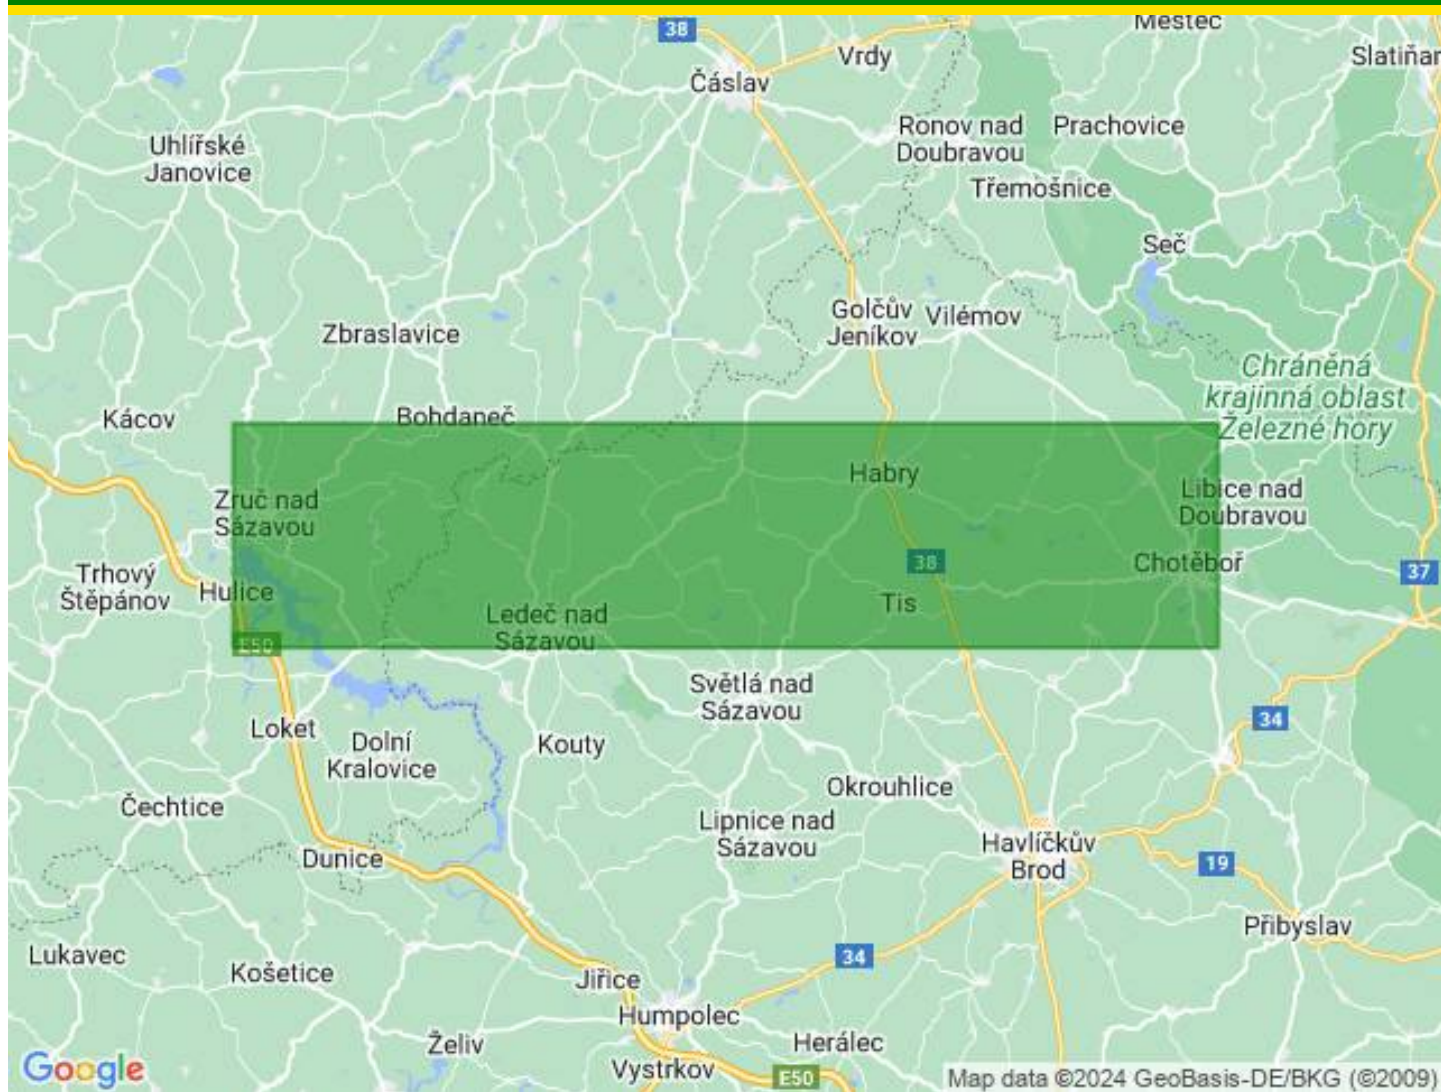 Městec
38
Vrdy
Slatiňan
Čáslav
Ronov nad
Doubravou
Prachovice
Uhlířské
Janovice
Třemošnice
Seč
Golčův
Jeníkov
Vilémov
Zbraslavice
Chráněná
krajinná oblast
Železné hory
Kácov
Bohdaneč
Habry
Zruč nad
Sázavou
Libice nad
Doubravou
38
Chotěboř
37
Trhový
Štěpánov
Hulice
Tis
Ledeč nad
Sázavou
E50
Světlá nad
Sázavou
34
Loket
Dolní
Kralovice
Kouty
Okrouhlice
Čechtice
Lipnice nad
Sázavou
Havlíčkův
Brod
Dunice
19
Přibyslav
Lukavec
Košetice
34
Jiřice
Humpolec
Želiv
Herálec
Google
Vystrkov
E50
Map data ©2024 GeoBasis-DE/BKG (©2009)